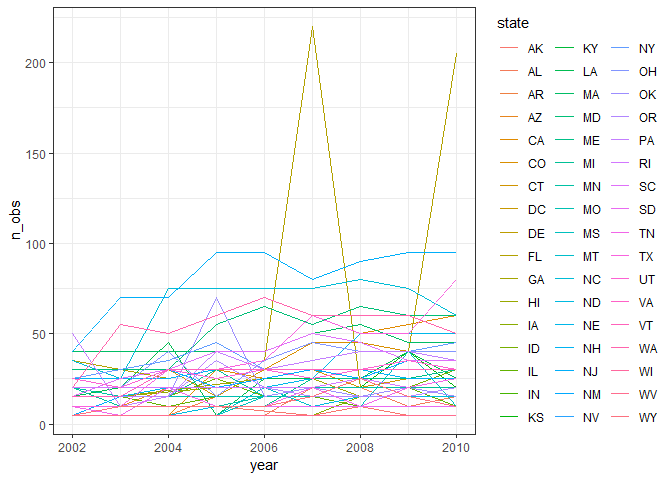 state
AK KY NY
AL LA OH
AR MA OK
AZ MD OR
CA ME PA
CO MI RI
CT MN SC
DC MO SD
DE MS TN
FL MT TX
GA NC UT
HI ND VA
IA NE VT
ID NH WA
IL NJ WI
IN NM WV
KS NV WY
n_obs
200
150
100
50
0
2002 2004 2006 2008 2010
year